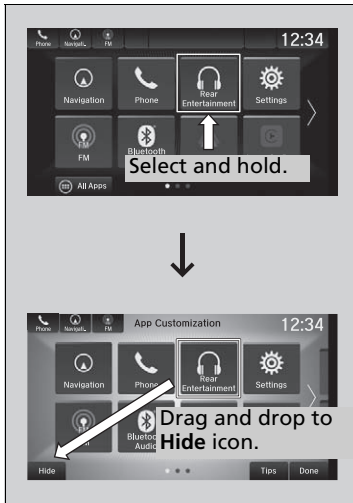 Phone
Navigati..
FM
12:34
Navigation
Phone
Rear
Entertainment
Settings
FM
Bluetooth
Select and hold.
All Apps
Phone
Navigati..
FM
App Customization
12:34
Navigation
Phone
Rear
Entertainment
Settings
Bluetooth
Audio
Drag and drop to
Hide icon.
Hide
Tips
Done